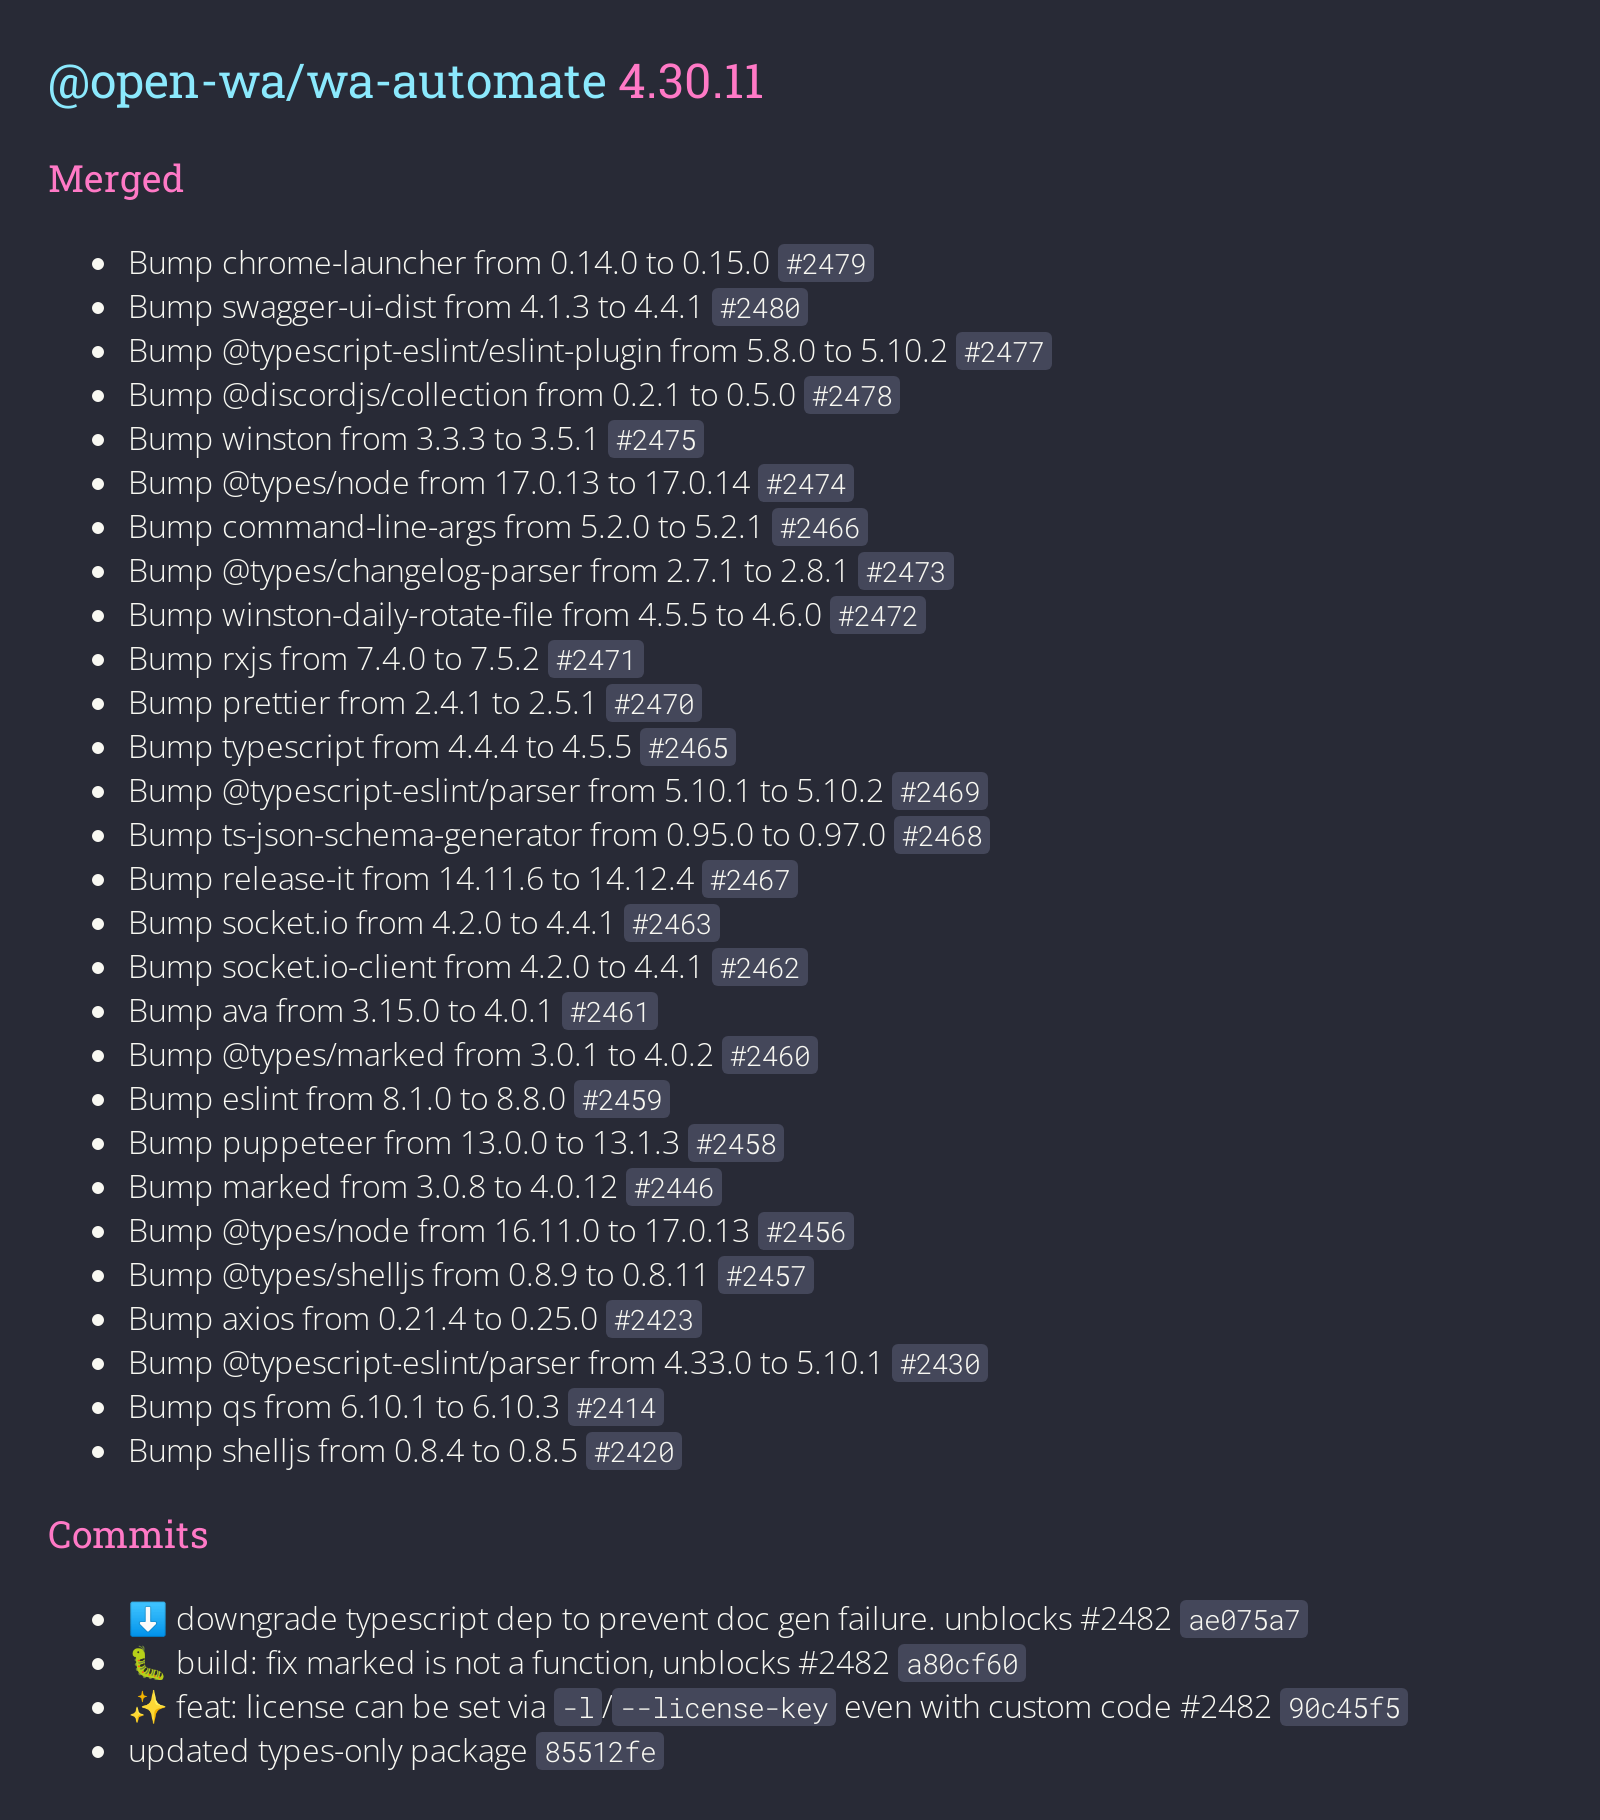 @open-wa/wa-automate 4.30.11
Merged
Bump chrome-launcher from 0.14.0 to 0.15.0 #2479
Bump swagger-ui-dist from 4.1.3 to 4.4.1 #2480
Bump @typescript-eslint/eslint-plugin from 5.8.0 to 5.10.2 #2477
Bump @discordjs/collection from 0.2.1 to 0.5.0 #2478
Bump winston from 3.3.3 to 3.5.1 #2475
Bump @types/node from 17.0.13 to 17.0.14 #2474
Bump command-line-args from 5.2.0 to 5.2.1 #2466
Bump @types/changelog-parser from 2.7.1 to 2.8.1 #2473
Bump winston-daily-rotate-file from 4.5.5 to 4.6.0 #2472
Bump rxjs from 7.4.0 to 7.5.2 #2471
Bump prettier from 2.4.1 to 2.5.1 #2470
Bump typescript from 4.4.4 to 4.5.5 #2465
Bump @typescript-eslint/parser from 5.10.1 to 5.10.2 #2469
Bump ts-json-schema-generator from 0.95.0 to 0.97.0 #2468
Bump release-it from 14.11.6 to 14.12.4 #2467
Bump socket.io from 4.2.0 to 4.4.1 #2463
Bump socket.io-client from 4.2.0 to 4.4.1 #2462
Bump ava from 3.15.0 to 4.0.1 #2461
Bump @types/marked from 3.0.1 to 4.0.2 #2460
Bump eslint from 8.1.0 to 8.8.0 #2459
Bump puppeteer from 13.0.0 to 13.1.3 #2458
Bump marked from 3.0.8 to 4.0.12 #2446
Bump @types/node from 16.11.0 to 17.0.13 #2456
Bump @types/shelljs from 0.8.9 to 0.8.11 #2457
Bump axios from 0.21.4 to 0.25.0 #2423
Bump @typescript-eslint/parser from 4.33.0 to 5.10.1 #2430
Bump qs from 6.10.1 to 6.10.3 #2414
Bump shelljs from 0.8.4 to 0.8.5 #2420
Commits
⬇️ downgrade typescript dep to prevent doc gen failure. unblocks #2482 ae075a7
🐛 build: fix marked is not a function, unblocks #2482 a80cf60
✨ feat: license can be set via -l/--license-key even with custom code #2482 90c45f5
updated types-only package 85512fe